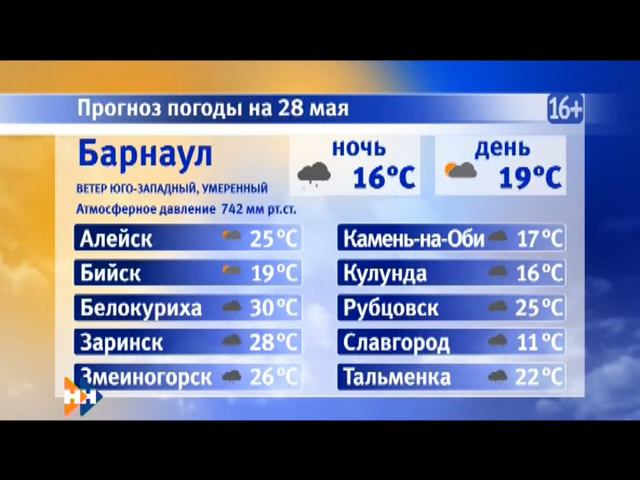 Прогноз погоды на 28 мая
16+
Барнаул
ночь
16°C
день
19°C
ВЕТЕР ЮГО-ЗАПАДНЫЙ, УМЕРЕННЫЙ
Атмосферное давление 742 мм рт.ст.
Алейск 25°C
Бийск 19°C
Белокуриха 30°C
Заринск 28°C
Змеиногорск 26°C
Камень-на-Оби 17°C
Кулунда 16°C
Рубцовск 25°C
Славгород 11°C
Тальменка 22°C
НН